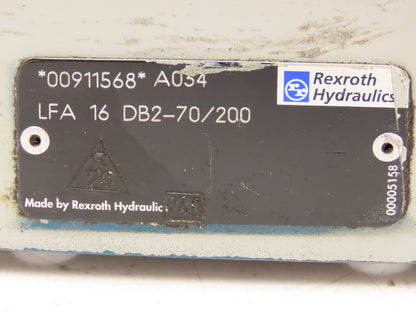 *00911568* A034
LFA 16 DB2-70/200
Rexroth
Hydraulics
Made by Rexroth Hydraulics
00005158